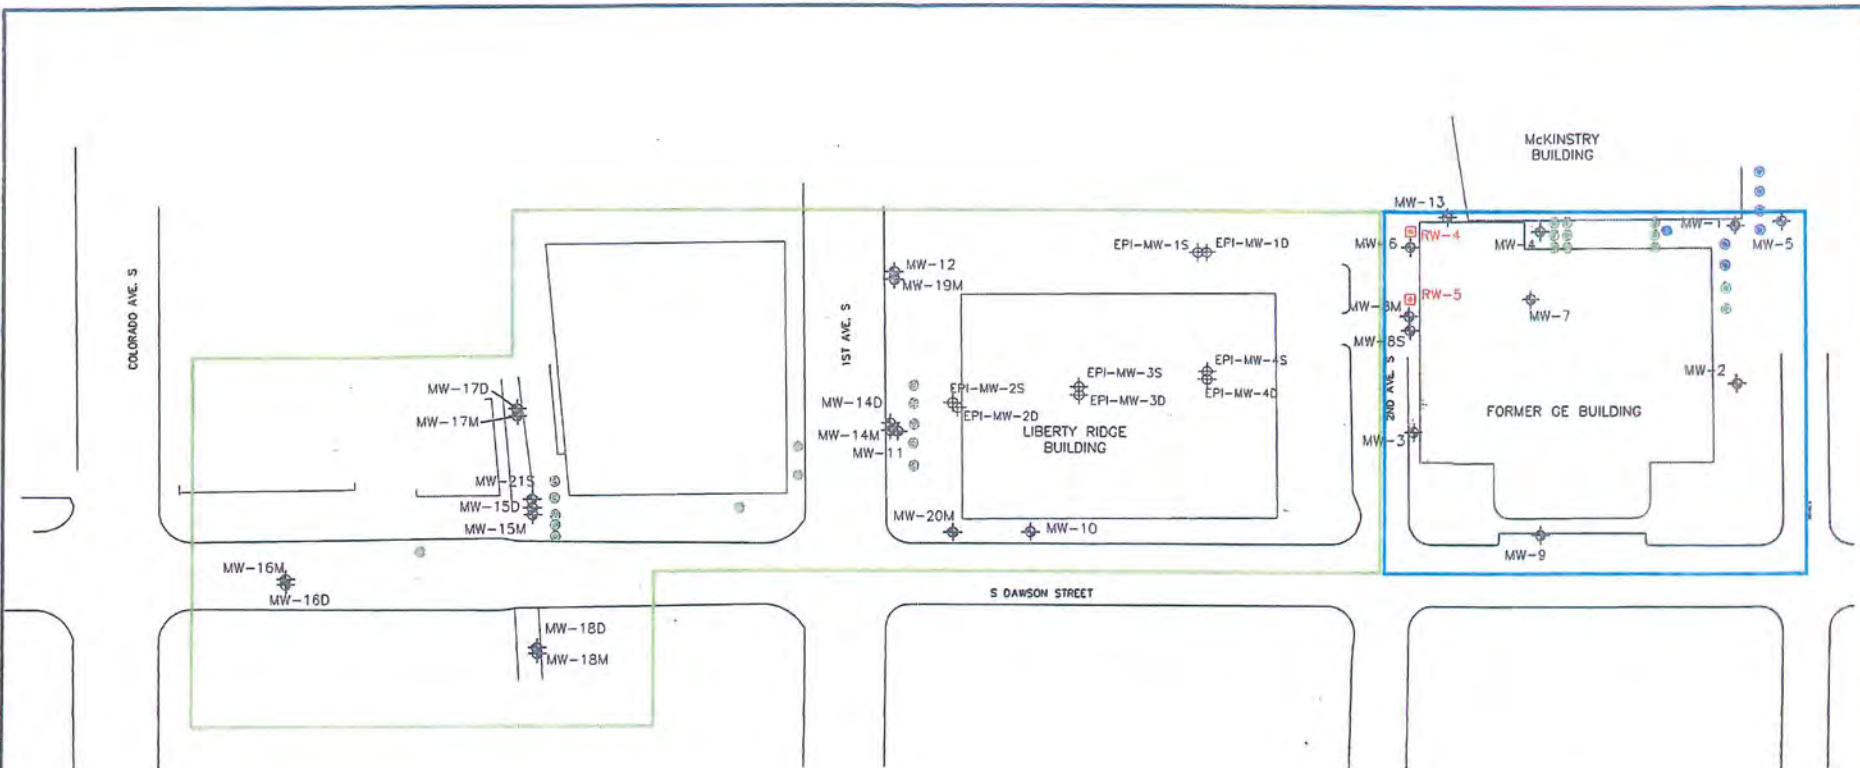 McKINSTRY
BUILDING
MW-13
MW-6
RW-4
MW-4
MW-1
MW-5
EPI-MW-1S
EPI-MW-1D
MW-12
MW-19M
COLORADO AVE. S
1ST AVE. S
RW-5
MW-8M
MW-8S
MW-7
2ND AVE. S
MW-2
FORMER GE BUILDING
MW-3
MW-17D
MW-17M
MW-14D
MW-14M
MW-11
EPI-MW-2S
EPI-MW-2D
EPI-MW-3S
EPI-MW-3D
EPI-MW-4S
EPI-MW-4D
LIBERTY RIDGE
BUILDING
MW-21S
MW-15D
MW-15M
MW-20M
MW-10
MW-9
MW-16M
MW-16D
S DAWSON STREET
MW-18D
MW-18M